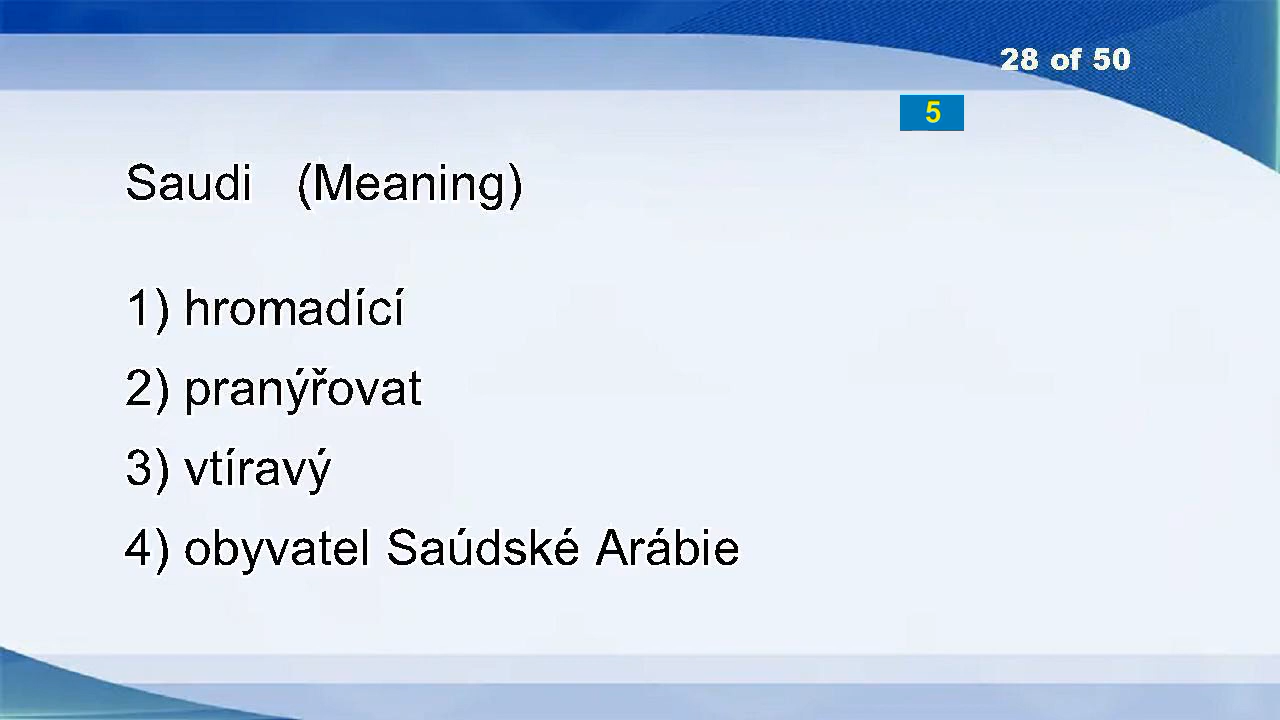 28 of 50
5
Saudi (Meaning)
1) hromadící
2) pranýřovat
3) vtíravý
4) obyvatel Saúdské Arábie